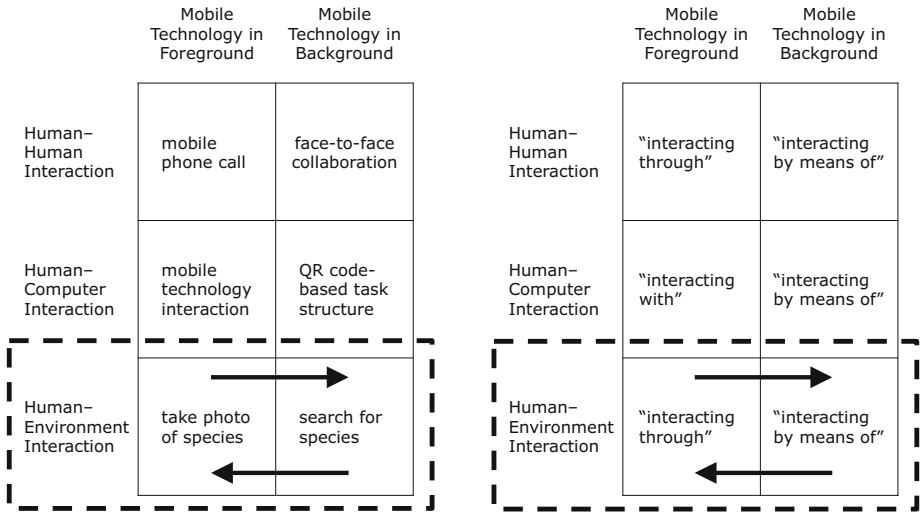 Mobile
Technology in
Foreground
Mobile
Technology in
Background
Human–
Human
Interaction
mobile
phone call
face-to-face
collaboration
Human–
Computer
Interaction
mobile
technology
interaction
QR code-
based task
structure
Human–
Environment
Interaction
take photo
of species
search for
species
Mobile
Technology in
Foreground
Mobile
Technology in
Background
Human–
Human
Interaction
“interacting
through”
“interacting
by means of”
Human–
Computer
Interaction
“interacting
with”
“interacting
by means of”
Human–
Environment
Interaction
“interacting
through”
“interacting
by means of”